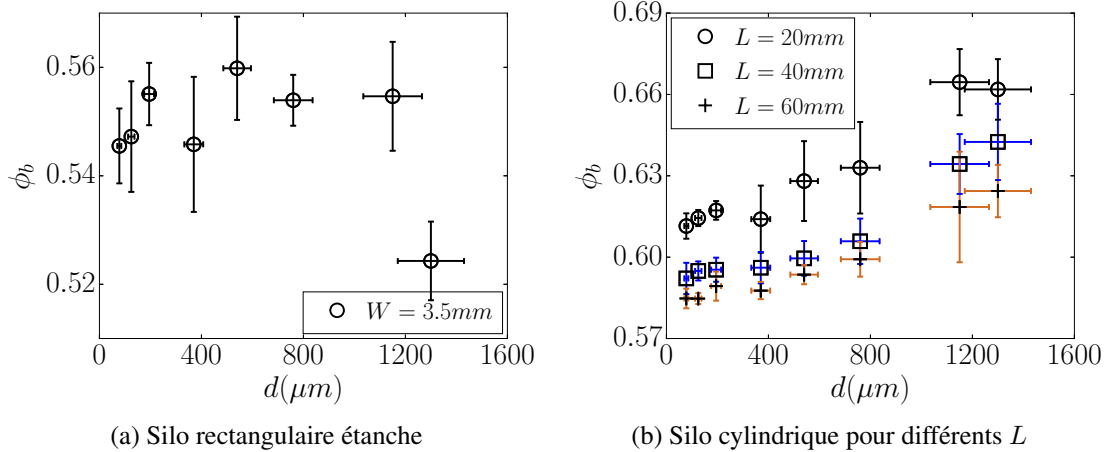 0.56
0.54
0.52
ϕ_b
W = 3.5mm
0 400 800 1200 1600
d(μm)
(a) Silo rectangulaire étanche
0.69
0.66
0.63
0.60
0.57
ϕ_b
L = 20mm
L = 40mm
L = 60mm
0 400 800 1200 1600
d(μm)
(b) Silo cylindrique pour différents L